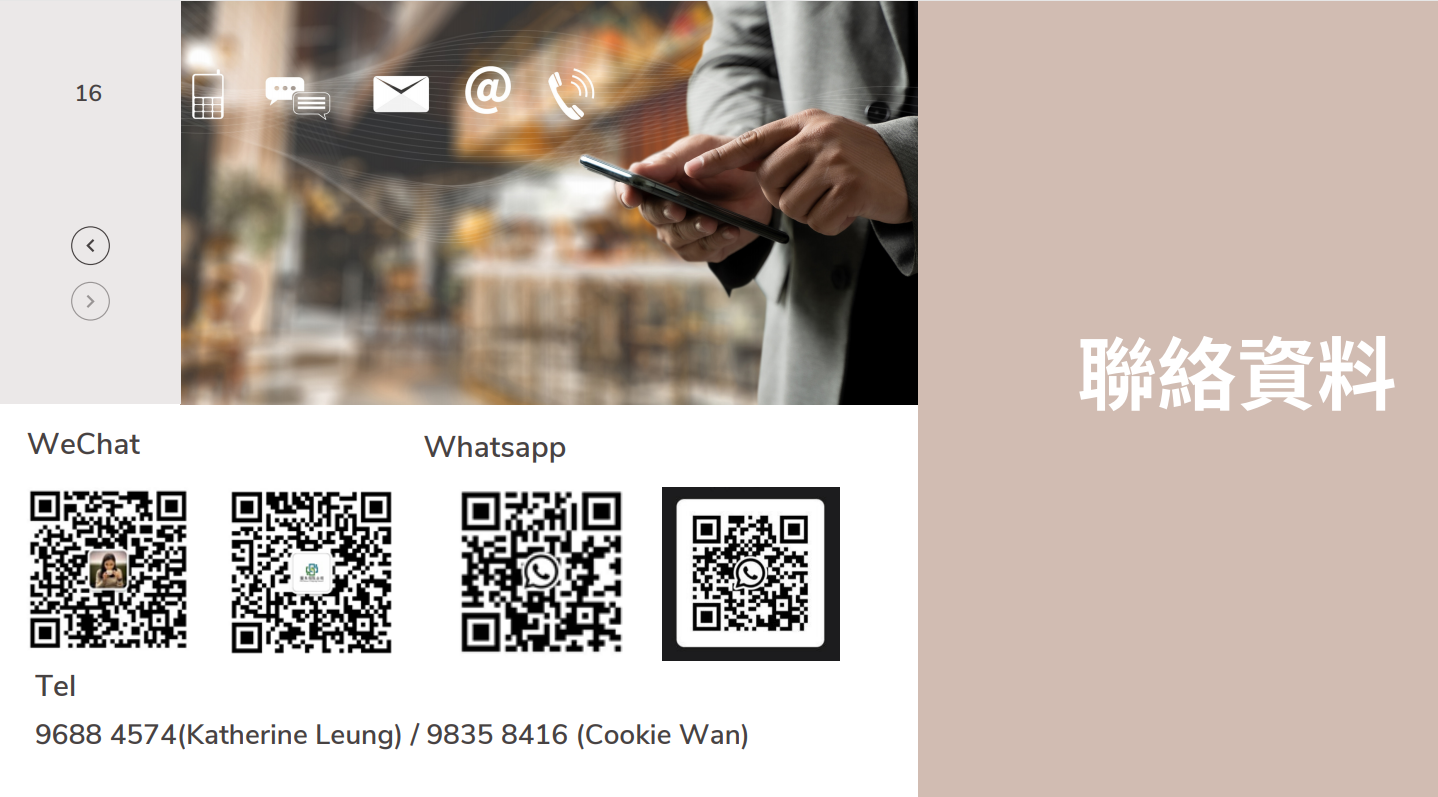 16
聯絡資料
WeChat
Whatsapp
Tel
9688 4574(Katherine Leung) / 9835 8416 (Cookie Wan)